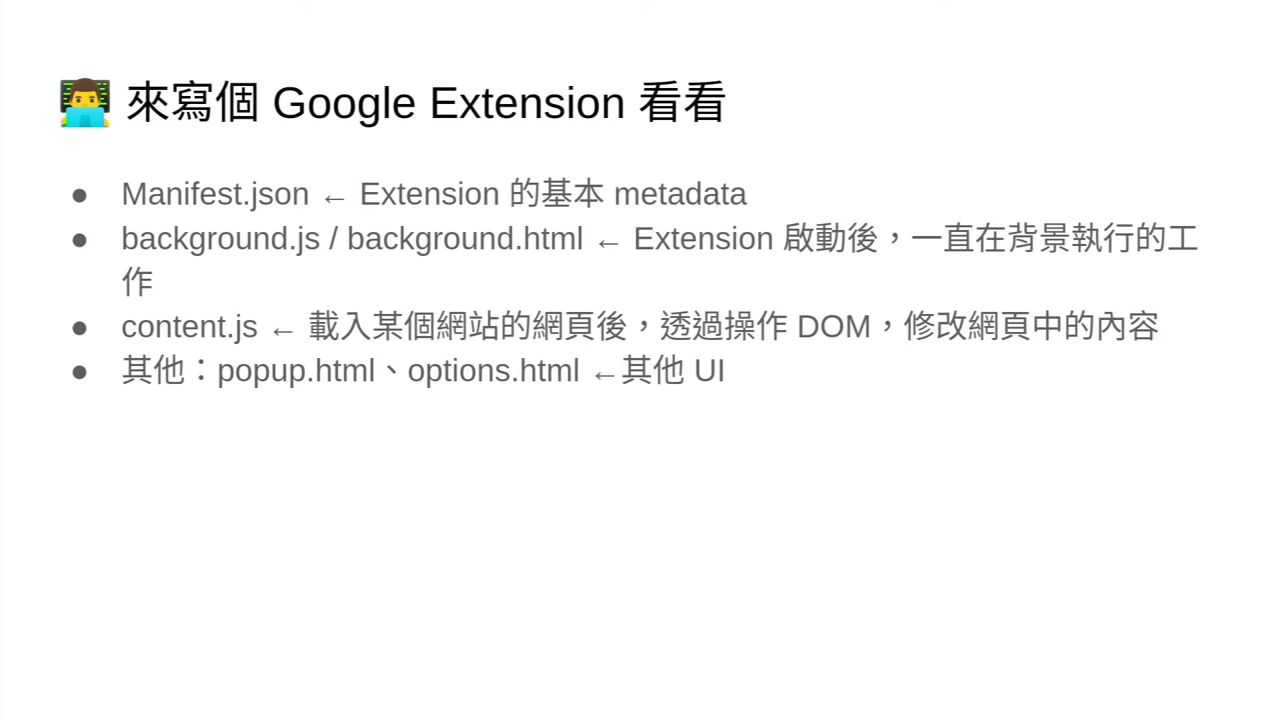 👨‍💻 來寫個 Google Extension 看看
● Manifest.json ← Extension 的基本 metadata
● background.js / background.html ← Extension 啟動後，一直在背景執行的工
作
● content.js ← 載入某個網站的網頁後，透過操作 DOM，修改網頁中的內容
● 其他：popup.html、options.html ←其他 UI